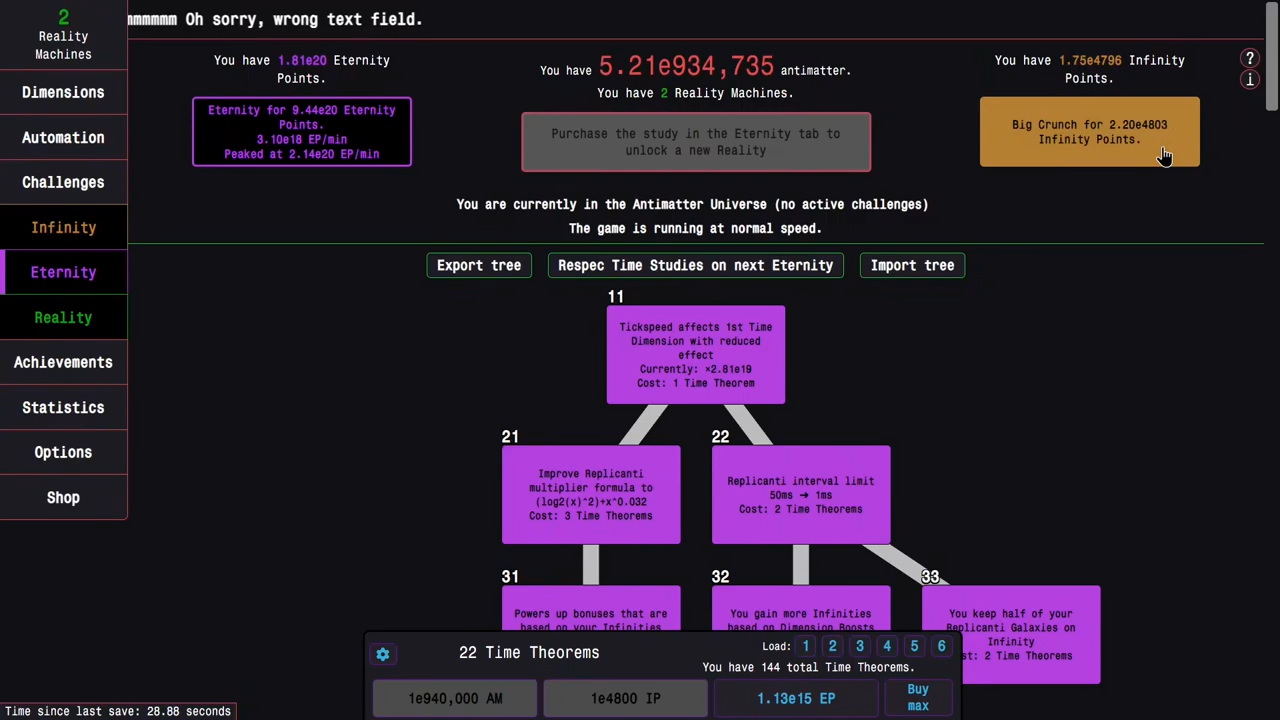 2
Reality
Machines
Oh sorry, wrong text field.
You have 1.81e20 Eternity
Points.
Eternity for 9.44e20 Eternity
Points.
3.10e18 EP/min
Peaked at 2.14e20 EP/min
You have 5.21e934,735 antimatter.
You have 2 Reality Machines.
Purchase the study in the Eternity tab to
unlock a new Reality
You have 1.75e4796 Infinity
Points.
Big Crunch for 2.20e4803
Infinity Points.
?
i
You are currently in the Antimatter Universe (no active challenges)
The game is running at normal speed.
Dimensions
Automation
Challenges
Infinity
Eternity
Reality
Achievements
Statistics
Options
Shop
Export tree
Respec Time Studies on next Eternity
Import tree
11
Tickspeed affects 1st Time
Dimension with reduced
effect
Currently: ×2.81e19
Cost: 1 Time Theorem
21
Improve Replicanti
multiplier formula to
(log2(x)^2)+x^0.032
Cost: 3 Time Theorems
22
Replicanti interval limit
50ms → 1ms
Cost: 2 Time Theorems
31
Powers up bonuses that are
based on your Infinities
32
You gain more Infinities
based on Dimension Boosts
33
You keep half of your
Replicanti Galaxies on
Infinity
st: 2 Time Theorems
22 Time Theorems
Load: 1 2 3 4 5 6
You have 144 total Time Theorems.
1e940,000 AM
1e4800 IP
1.13e15 EP
Buy
max
Time since last save: 28.88 seconds